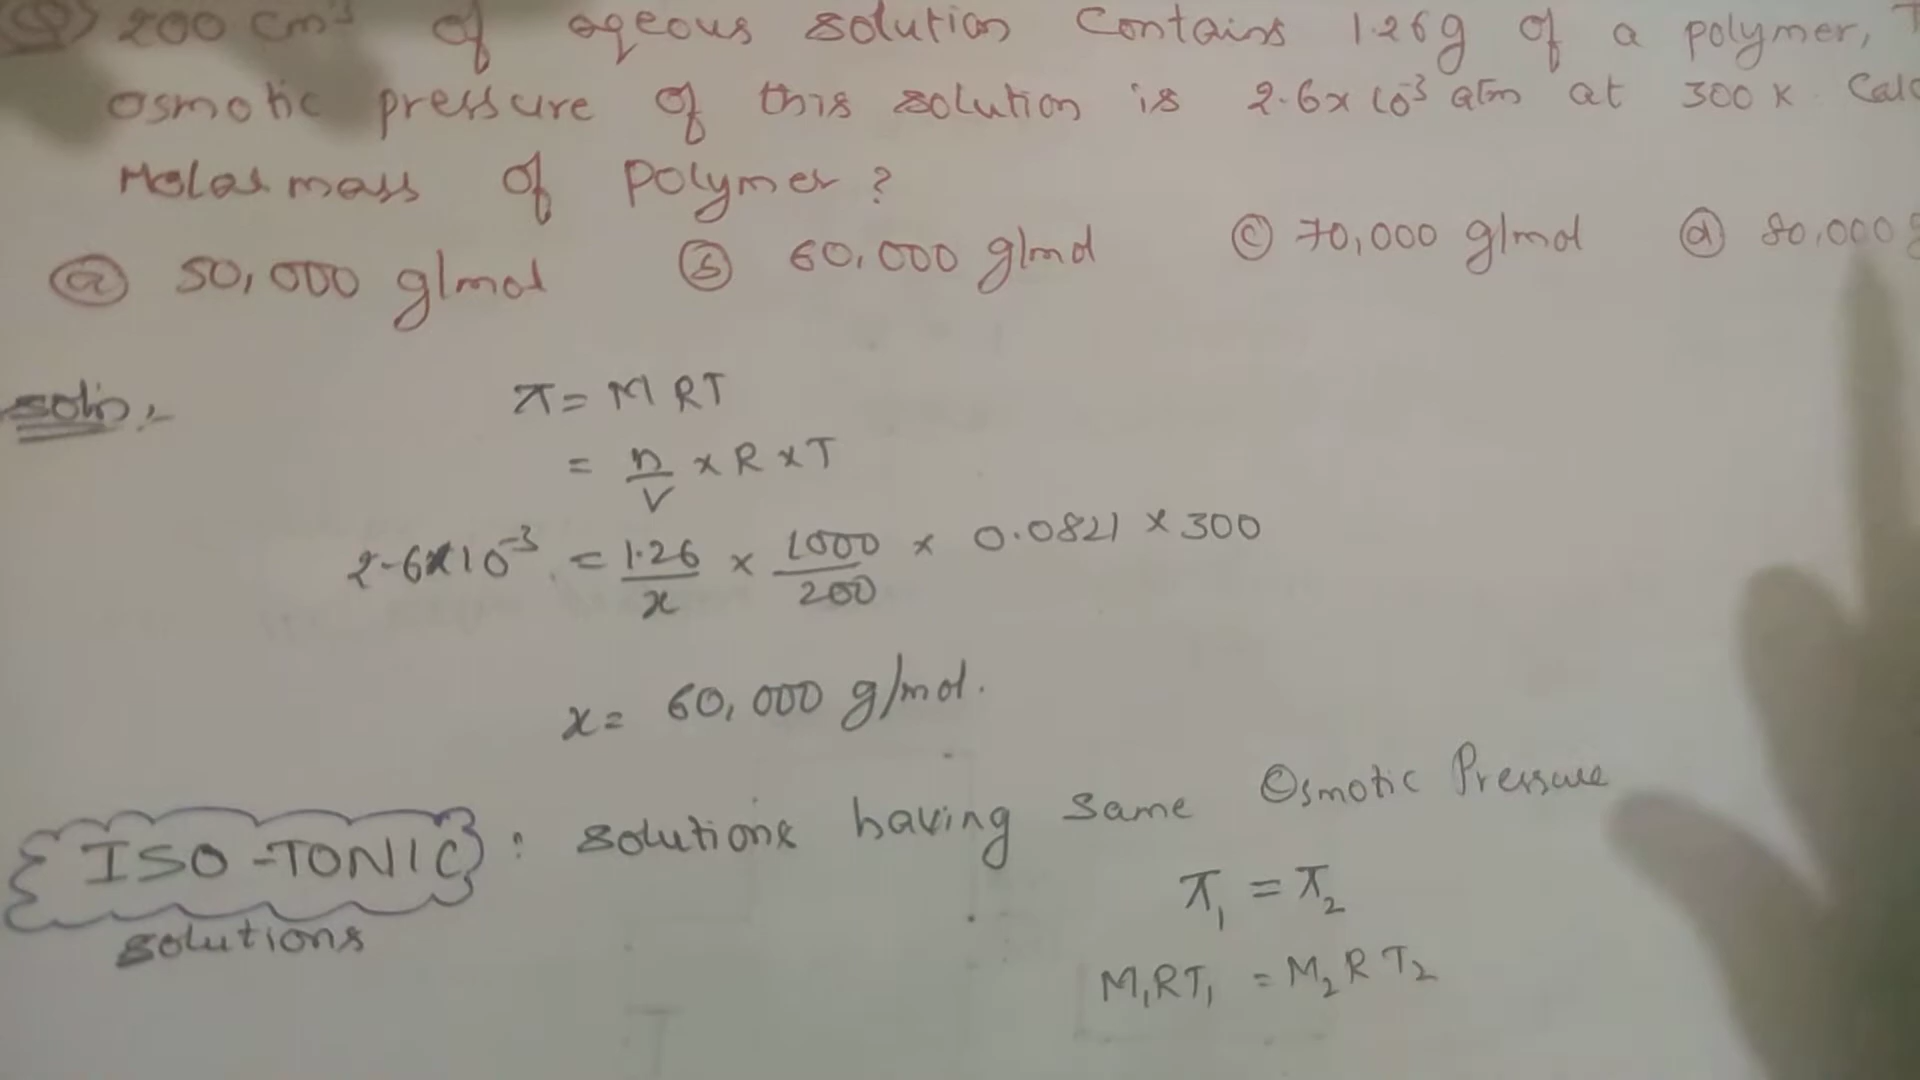 Q) 200 cm³ of aqeous solution contains 1.26g of a polymer, T
osmotic pressure of this solution is 2.6x10⁻³ atm at 300 K. Calc
Molar mass of Polymer?
(a) 50,000 g/mol (b) 60,000 g/mol (c) 70,000 g/mol (d) 80,000 g
Soln:-
π = M RT
= n/V × R × T
2.6×10⁻³ = 1.26/x × 1000/200 × 0.0821 × 300
x = 60,000 g/mol.
{ISO-TONIC} : solutions having same Osmotic Pressure
solutions
π₁ = π₂
M₁RT₁ = M₂RT₂